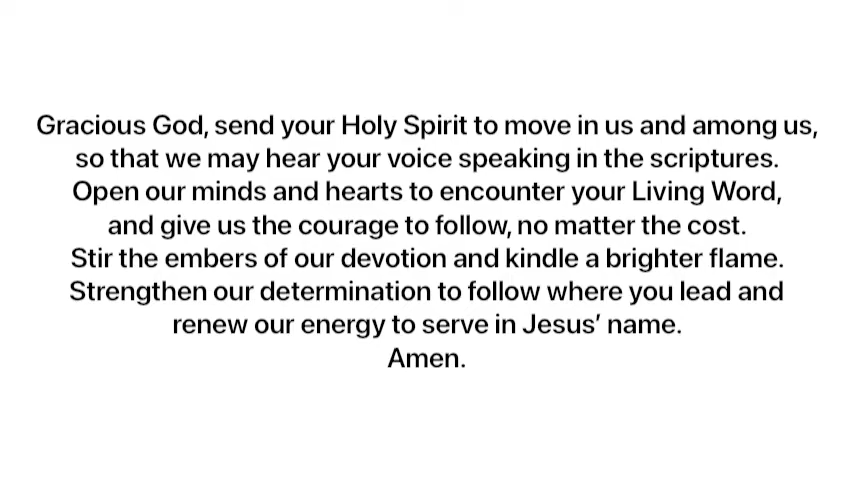 Gracious God, send your Holy Spirit to move in us and among us,
so that we may hear your voice speaking in the scriptures.
Open our minds and hearts to encounter your Living Word,
and give us the courage to follow, no matter the cost.
Stir the embers of our devotion and kindle a brighter flame.
Strengthen our determination to follow where you lead and
renew our energy to serve in Jesus’ name.
Amen.